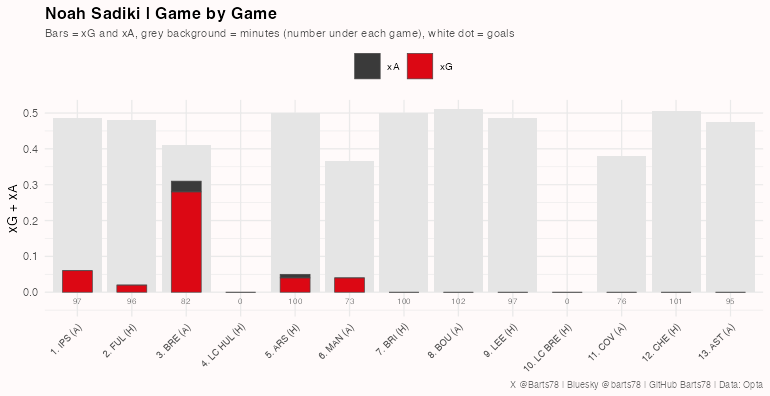 Noah Sadiki | Game by Game
Bars = xG and xA, grey background = minutes (number under each game), white dot = goals
xA xG
xG + xA
0.5
0.4
0.3
0.2
0.1
0.0
97 96 82 0 100 73 100 102 97 0 76 101 95
1. IPS (A)
2. FUL (H)
3. BRE (A)
4. LC HUL (H)
5. ARS (H)
6. MAN (A)
7. BRI (H)
8. BOU (A)
9. LEE (H)
10. LC BRE (H)
11. COV (A)
12. CHE (H)
13. AST (A)
X @Barts78 | Bluesky @barts78 | GitHub Barts78 | Data: Opta